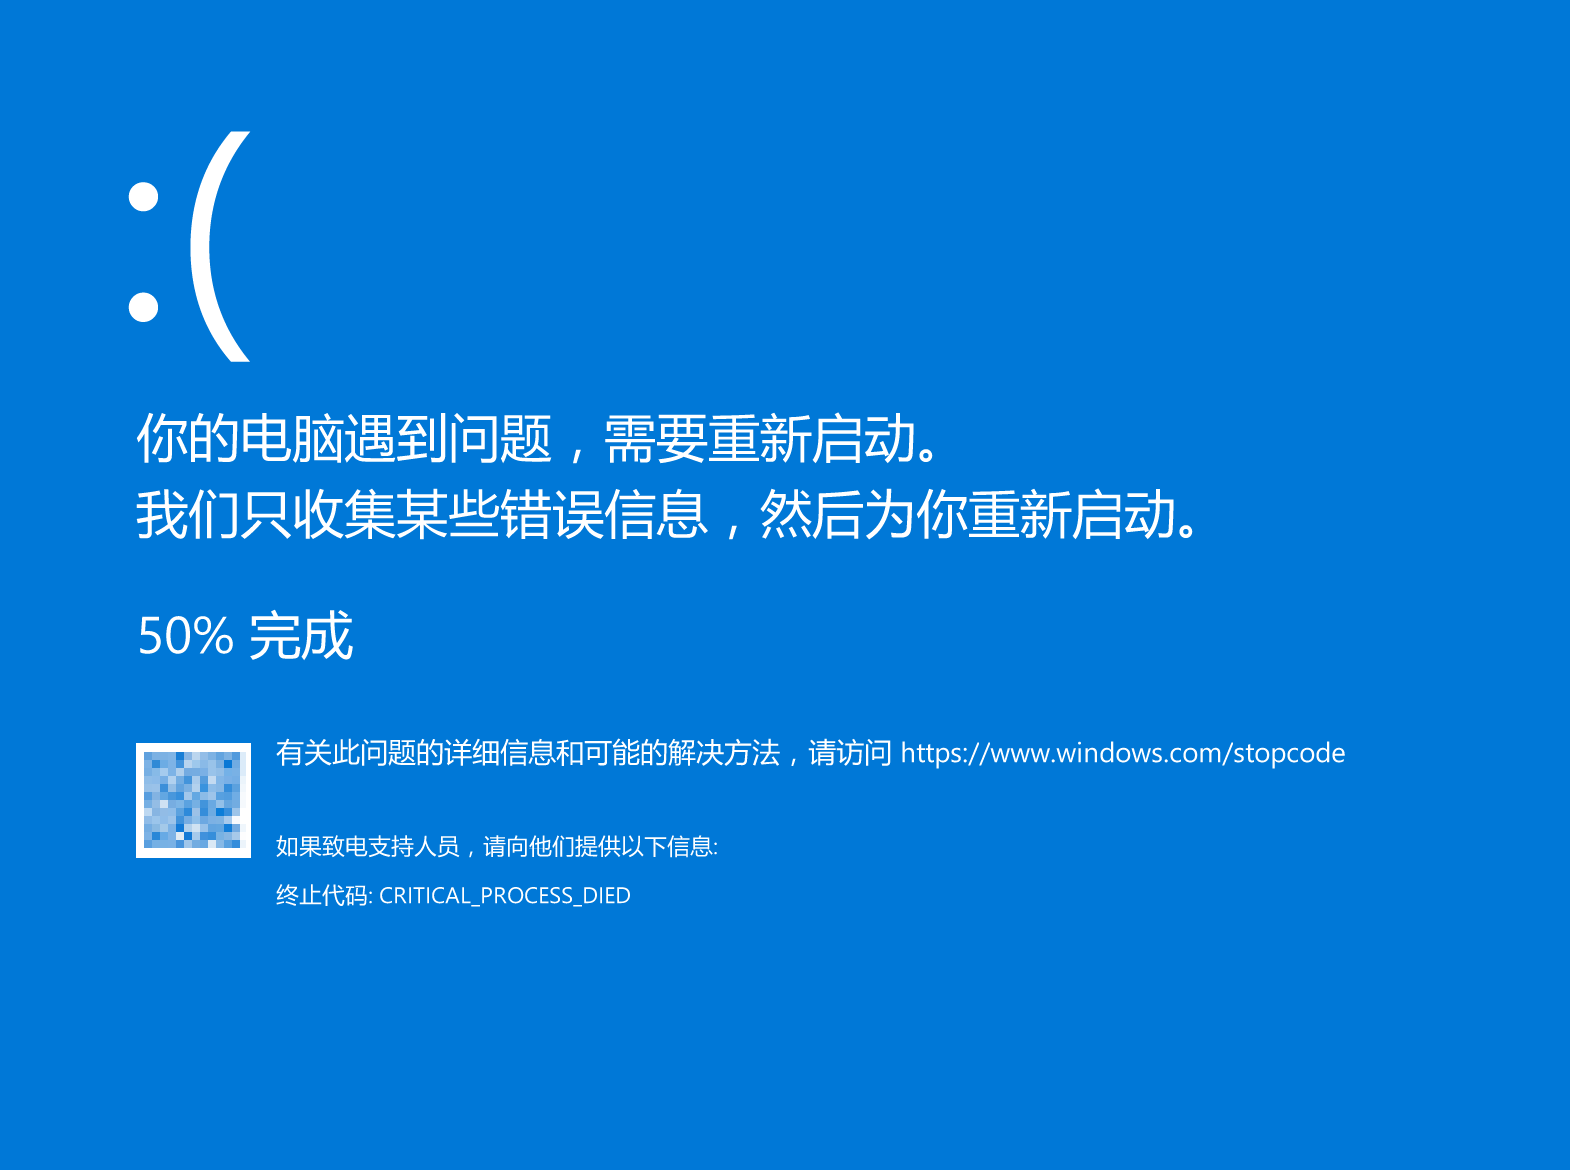 :(
你的电脑遇到问题，需要重新启动。
我们只收集某些错误信息，然后为你重新启动。
50% 完成
有关此问题的详细信息和可能的解决方法，请访问 https://www.windows.com/stopcode
如果致电支持人员，请向他们提供以下信息:
终止代码: CRITICAL_PROCESS_DIED